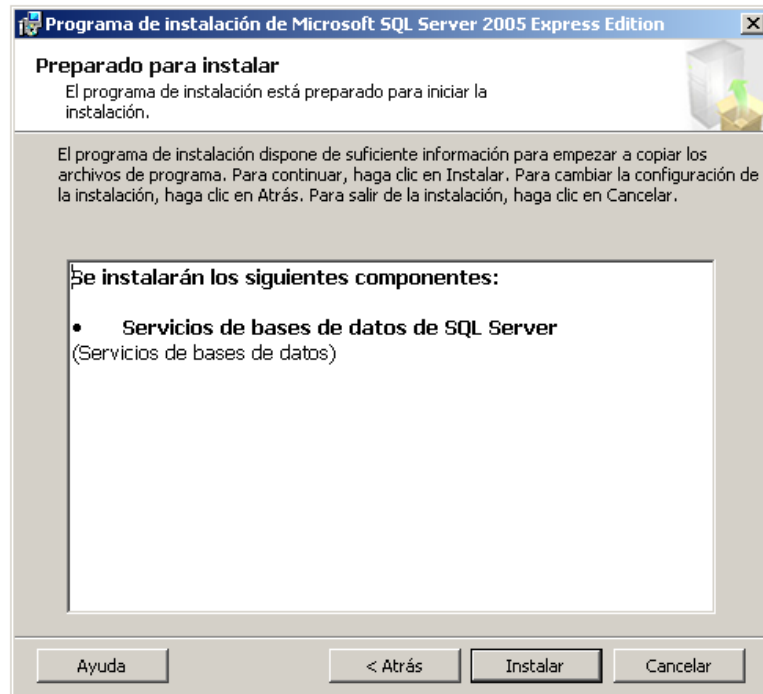 Programa de instalación de Microsoft SQL Server 2005 Express Edition
Preparado para instalar
El programa de instalación está preparado para iniciar la
instalación.
El programa de instalación dispone de suficiente información para empezar a copiar los
archivos de programa. Para continuar, haga clic en Instalar. Para cambiar la configuración de
la instalación, haga clic en Atrás. Para salir de la instalación, haga clic en Cancelar.
Se instalarán los siguientes componentes:
• Servicios de bases de datos de SQL Server
(Servicios de bases de datos)
Ayuda < Atrás Instalar Cancelar